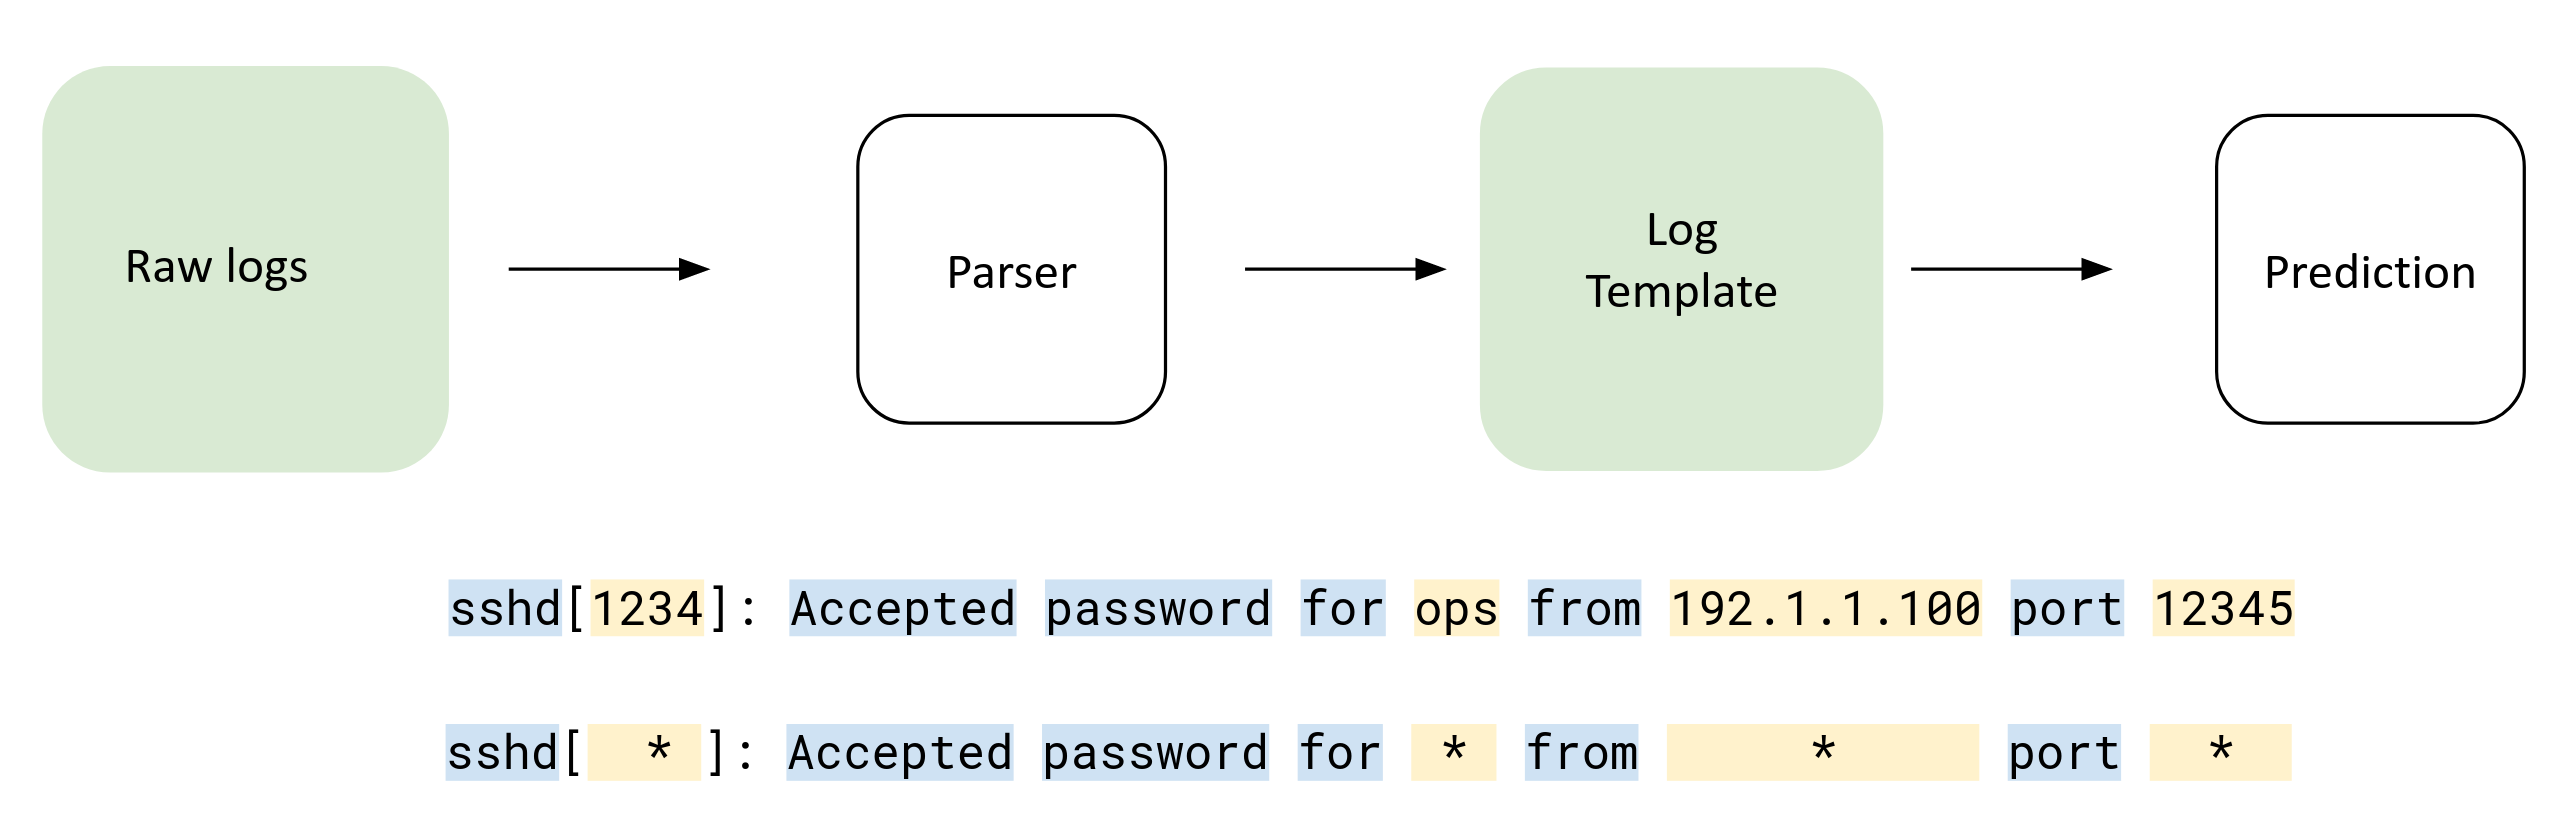 Raw logs
Parser
Log
Template
Prediction
sshd[1234]: Accepted password for ops from 192.1.1.100 port 12345
sshd[ * ]: Accepted password for * from * port *